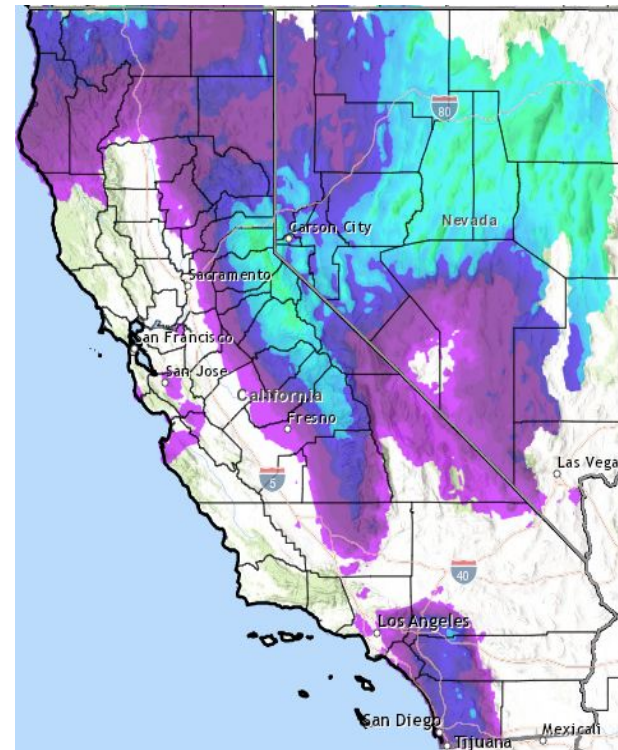 80
Nevada
Carson City
Sacramento
San Francisco
San Jose
California
Fresno
5
Las Vega
40
Los Angeles
San Diego
Tijuana
Mexicali